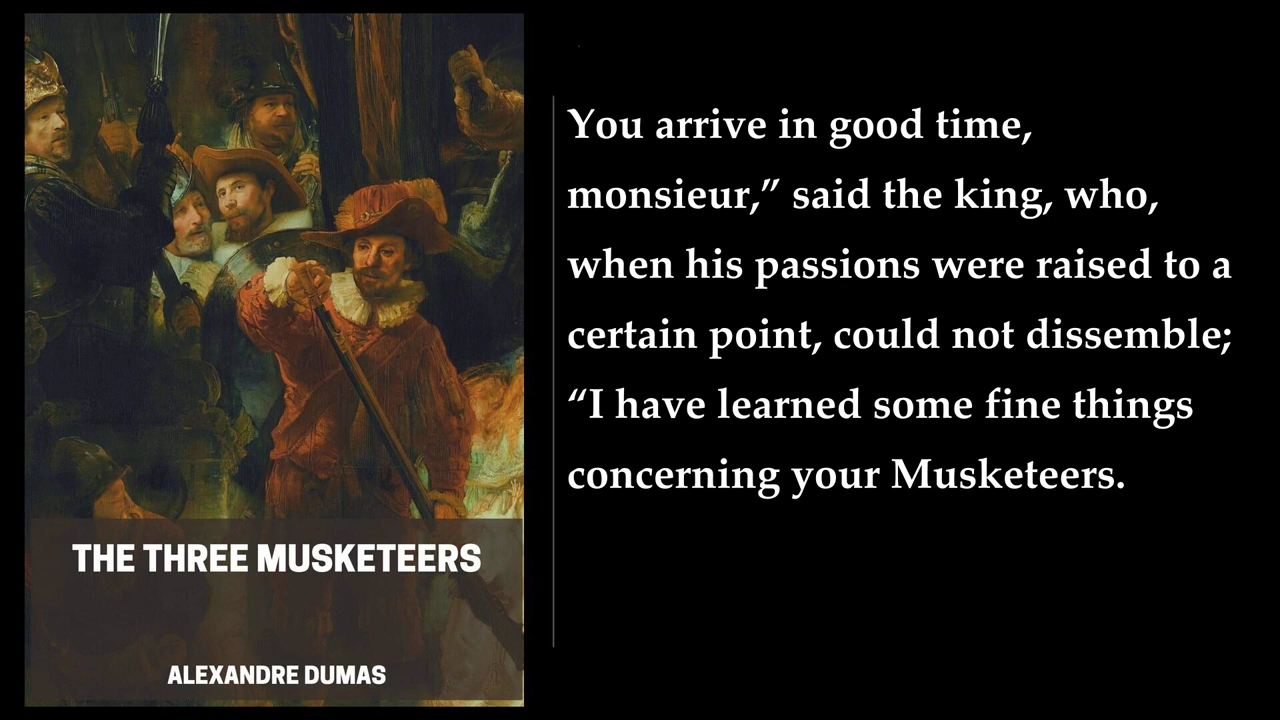 THE THREE MUSKETEERS
ALEXANDRE DUMAS
You arrive in good time,
monsieur,” said the king, who,
when his passions were raised to a
certain point, could not dissemble;
“I have learned some fine things
concerning your Musketeers.